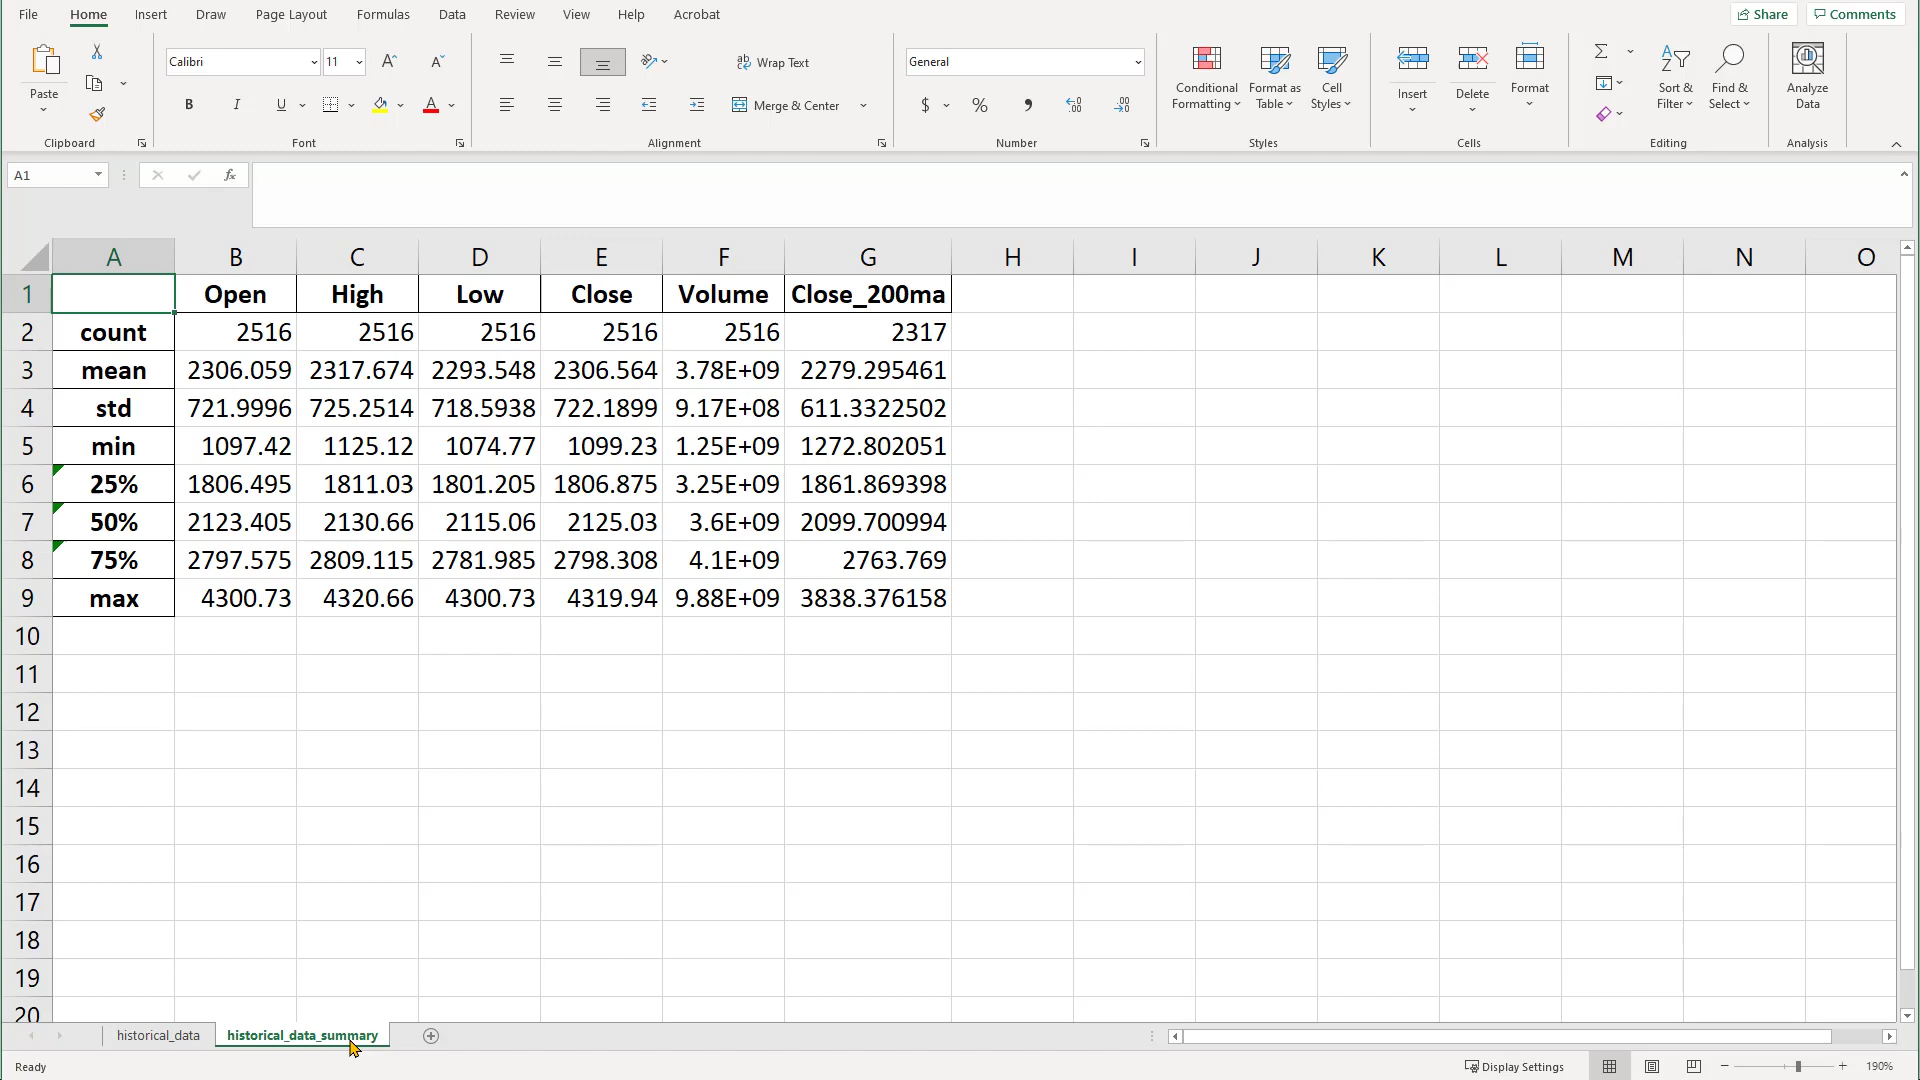 File Home Insert Draw Page Layout Formulas Data Review View Help Acrobat Share Comments
Calibri 11 A^ A˅ ab Wrap Text General
Paste B I U A Merge & Center $ % , Conditional Formatting Format as Table Cell Styles Insert Delete Format Σ Sort & Filter Find & Select Analyze Data
Clipboard Font Alignment Number Styles Cells Editing Analysis
A1 fx
A B C D E F G H I J K L M N O
1 Open High Low Close Volume Close_200ma
2 count 2516 2516 2516 2516 2516 2317
3 mean 2306.059 2317.674 2293.548 2306.564 3.78E+09 2279.295461
4 std 721.9996 725.2514 718.5938 722.1899 9.17E+08 611.3322502
5 min 1097.42 1125.12 1074.77 1099.23 1.25E+09 1272.802051
6 25% 1806.495 1811.03 1801.205 1806.875 3.25E+09 1861.869398
7 50% 2123.405 2130.66 2115.06 2125.03 3.6E+09 2099.700994
8 75% 2797.575 2809.115 2781.985 2798.308 4.1E+09 2763.769
9 max 4300.73 4320.66 4300.73 4319.94 9.88E+09 3838.376158
10
11
12
13
14
15
16
17
18
19
20
historical_data historical_data_summary
Ready Display Settings 190%